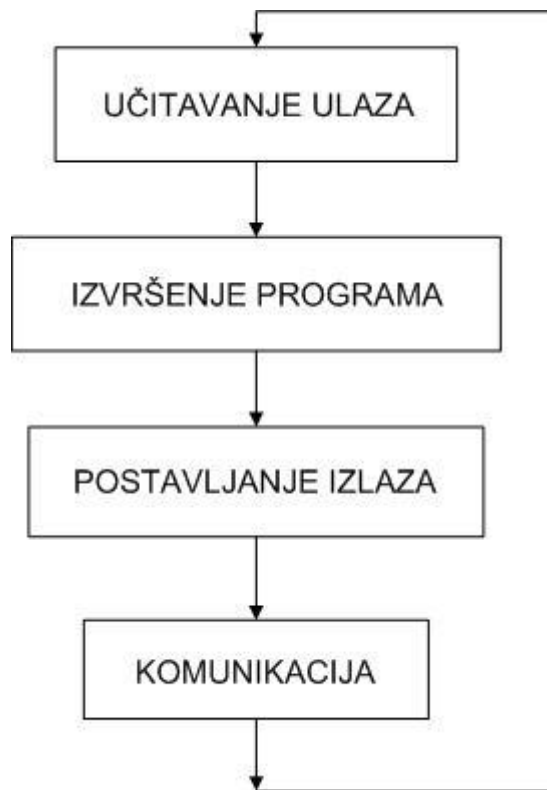 UČITAVANJE ULAZA
IZVRŠENJE PROGRAMA
POSTAVLJANJE IZLAZA
KOMUNIKACIJA